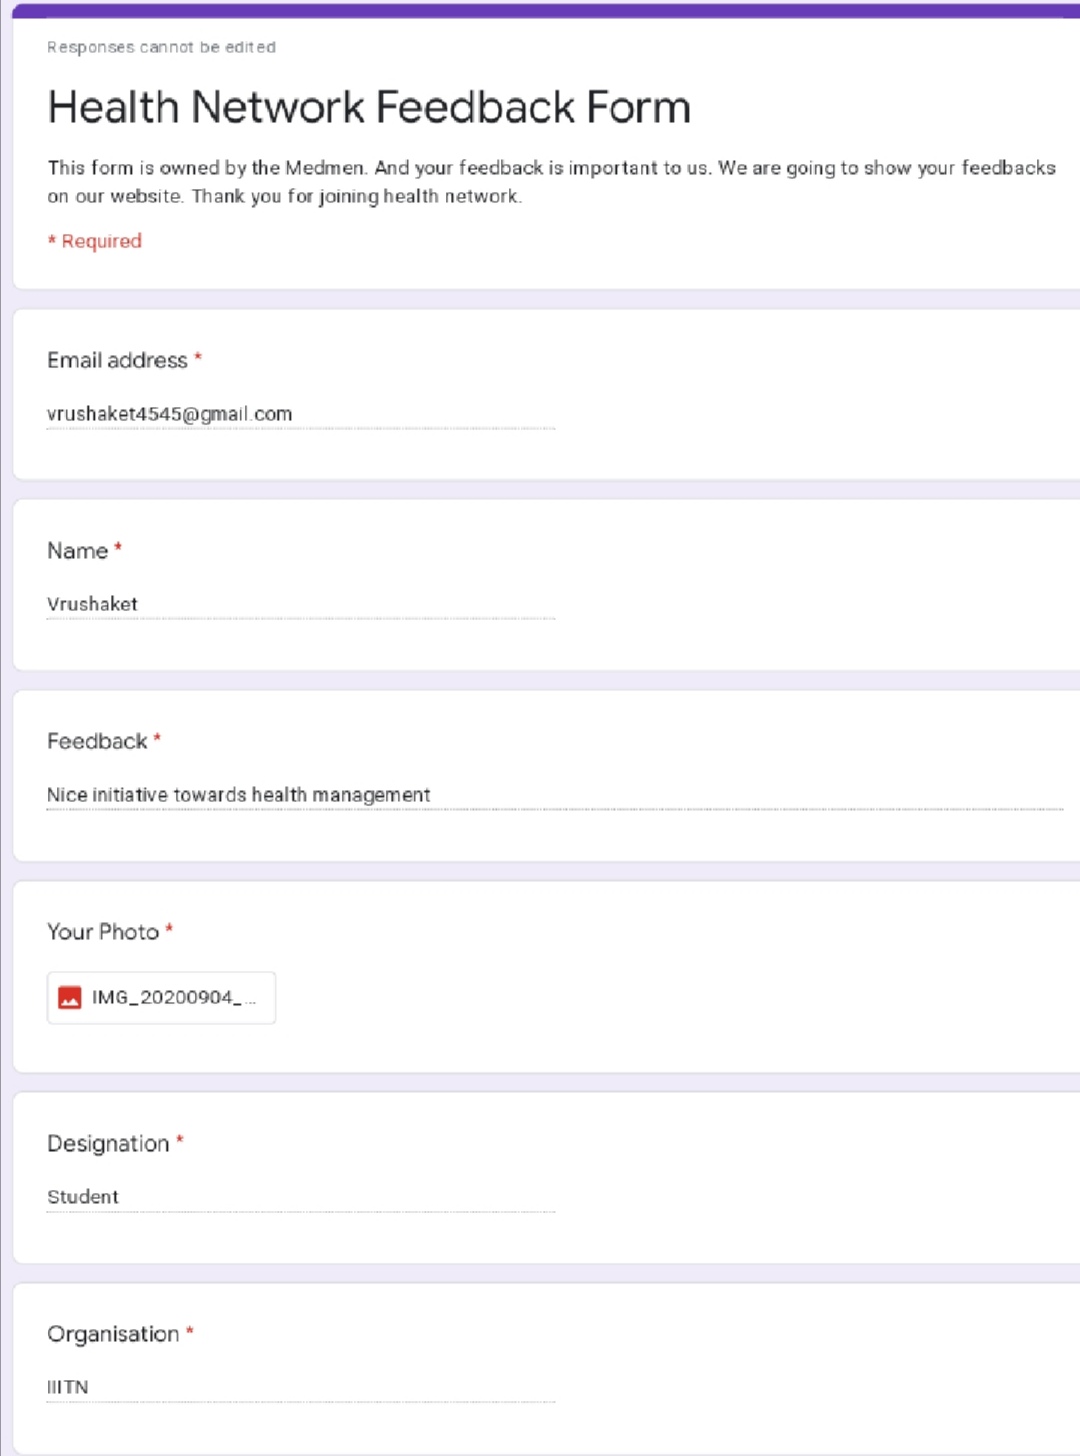 Responses cannot be edited
Health Network Feedback Form
This form is owned by the Medmen. And your feedback is important to us. We are going to show your feedbacks
on our website. Thank you for joining health network.
* Required
Email address *
vrushaket4545@gmail.com
Name *
Vrushaket
Feedback *
Nice initiative towards health management
Your Photo *
IMG_20200904_...
Designation *
Student
Organisation *
IIITN